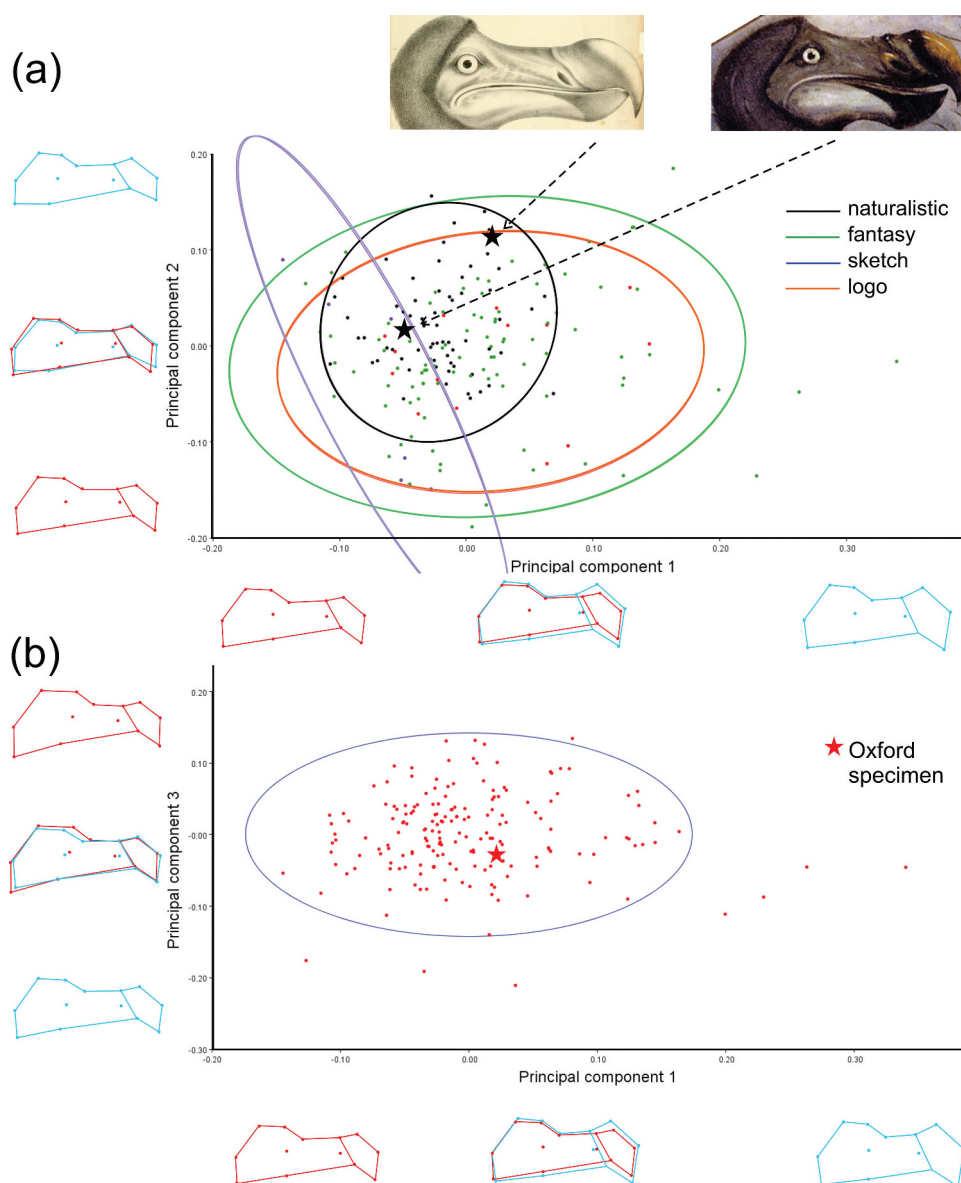 (a)
Principal component 2
0.20
0.10
0.00
-0.10
-0.20
naturalistic
fantasy
sketch
logo
-0.20
-0.10
0.00
0.10
0.20
0.30
Principal component 1
(b)
Principal component 3
0.20
0.10
-0.00
-0.10
-0.20
-0.30
Oxford
specimen
-0.20
-0.10
0.00
0.10
0.20
0.30
Principal component 1